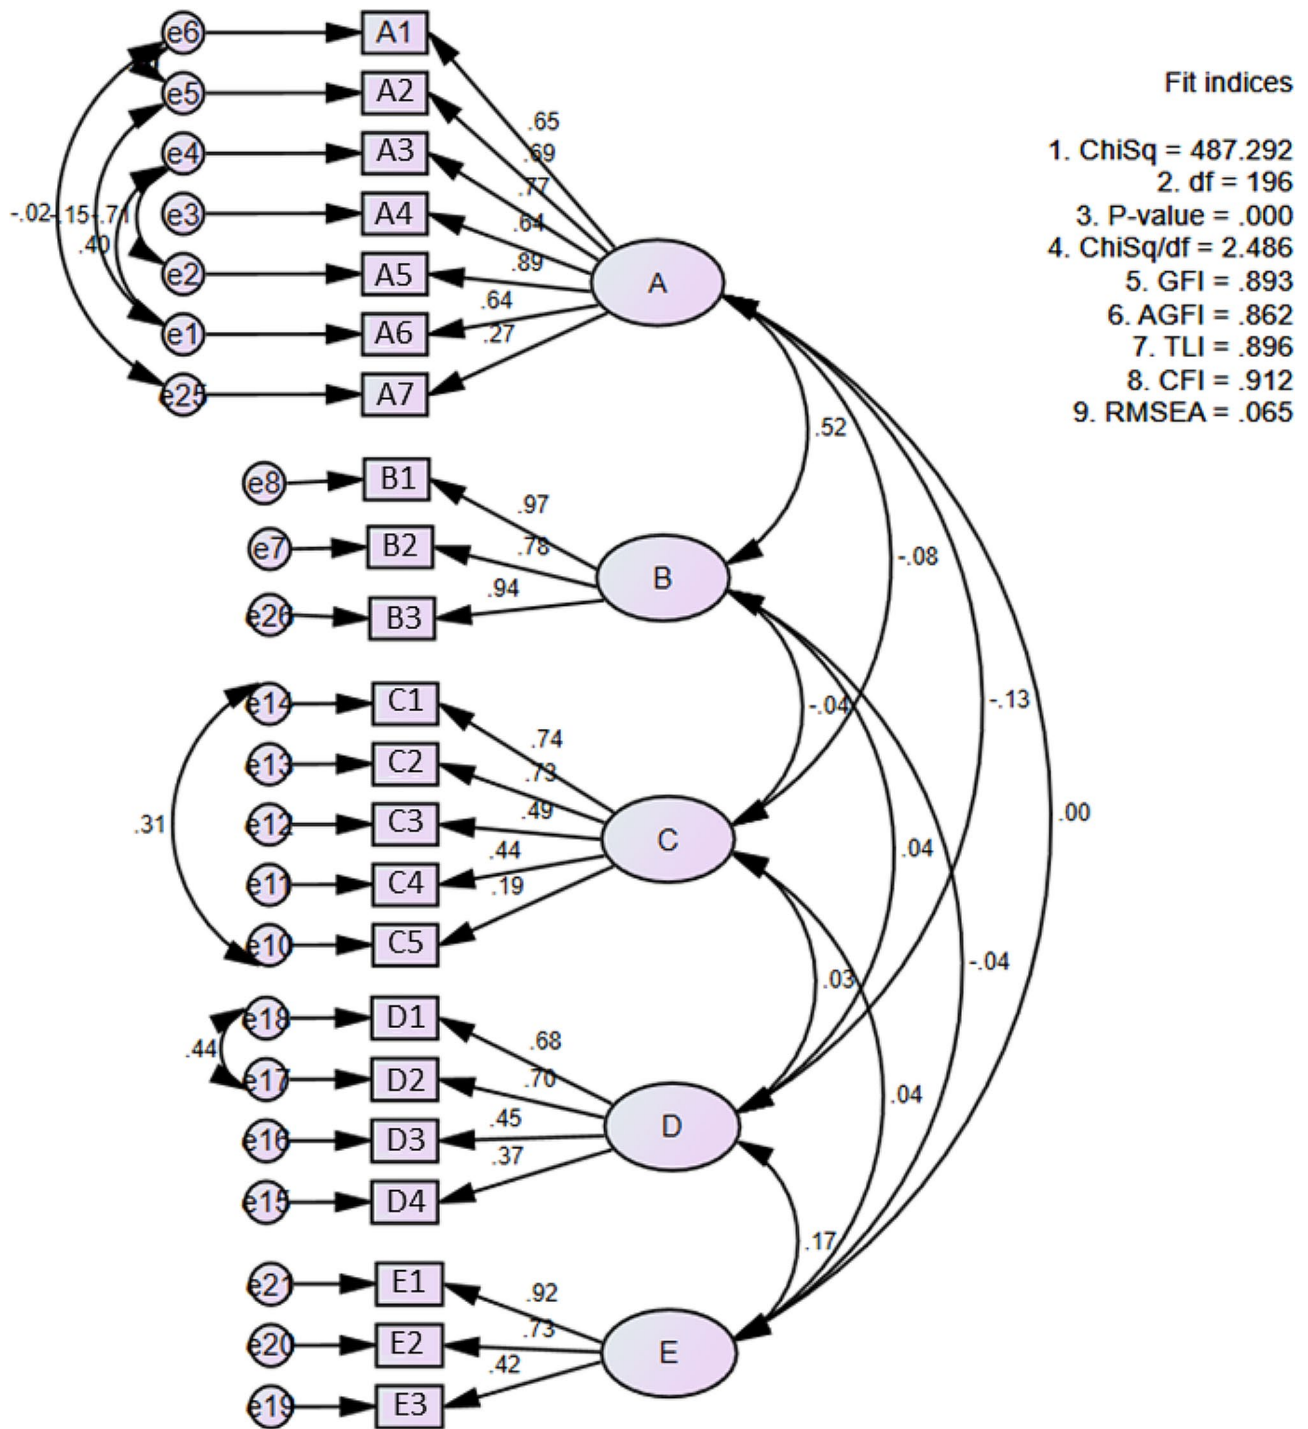 Fit indices
1. ChiSq = 487.292
2. df = 196
3. P-value = .000
4. ChiSq/df = 2.486
5. GFI = .893
6. AGFI = .862
7. TLI = .896
8. CFI = .912
9. RMSEA = .065
e6 A1
e5 A2
e4 A3
e3 A4
e2 A5
e1 A6
e25 A7
.65
.69
.77
.64
.89
.64
.27
-.02 .15 -.71
.40
A
e8 B1
e7 B2
e26 B3
.97
.78
.94
B
e14 C1
e13 C2
e12 C3
e11 C4
e10 C5
.31
.74
.73
.49
.44
.19
C
e18 D1
e17 D2
e16 D3
e15 D4
.44
.68
.70
.45
.37
D
e21 E1
e20 E2
e19 E3
.92
.73
.42
E
.52
-.08
-.13
.00
-.04
.04
-.04
.03
.04
.17